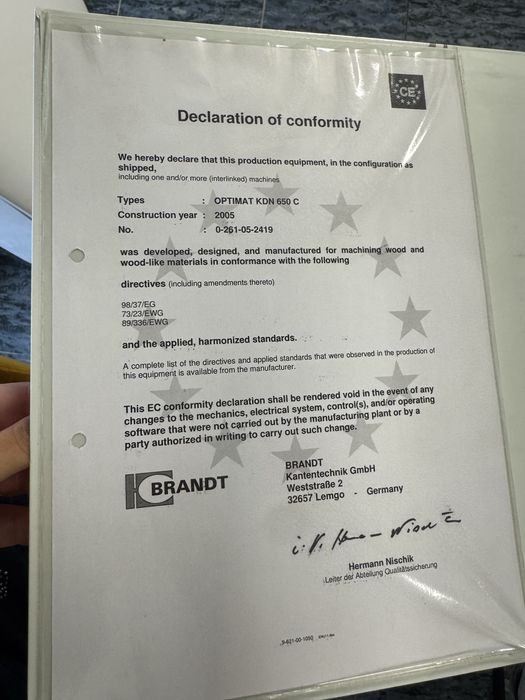 CE
Declaration of conformity
We hereby declare that this production equipment, in the configuration as
shipped,
including one and/or more (interlinked) machines
Types : OPTIMAT KDN 650 C
Construction year : 2005
No. : 0-261-05-2419
was developed, designed, and manufactured for machining wood and
wood-like materials in conformance with the following
directives (including amendments thereto)
98/37/EG
73/23/EWG
89/336/EWG
and the applied, harmonized standards.
A complete list of the directives and applied standards that were observed in the production of
this equipment is available from the manufacturer.
This EC conformity declaration shall be rendered void in the event of any
changes to the mechanics, electrical system, control(s), and/or operating
software that were not carried out by the manufacturing plant or by a
party authorized in writing to carry out such change.
BRANDT
BRANDT
Kantentechnik GmbH
Weststraße 2
32657 Lemgo - Germany
i.V.
Hermann Nischik
Leiter der Abteilung Qualitätssicherung